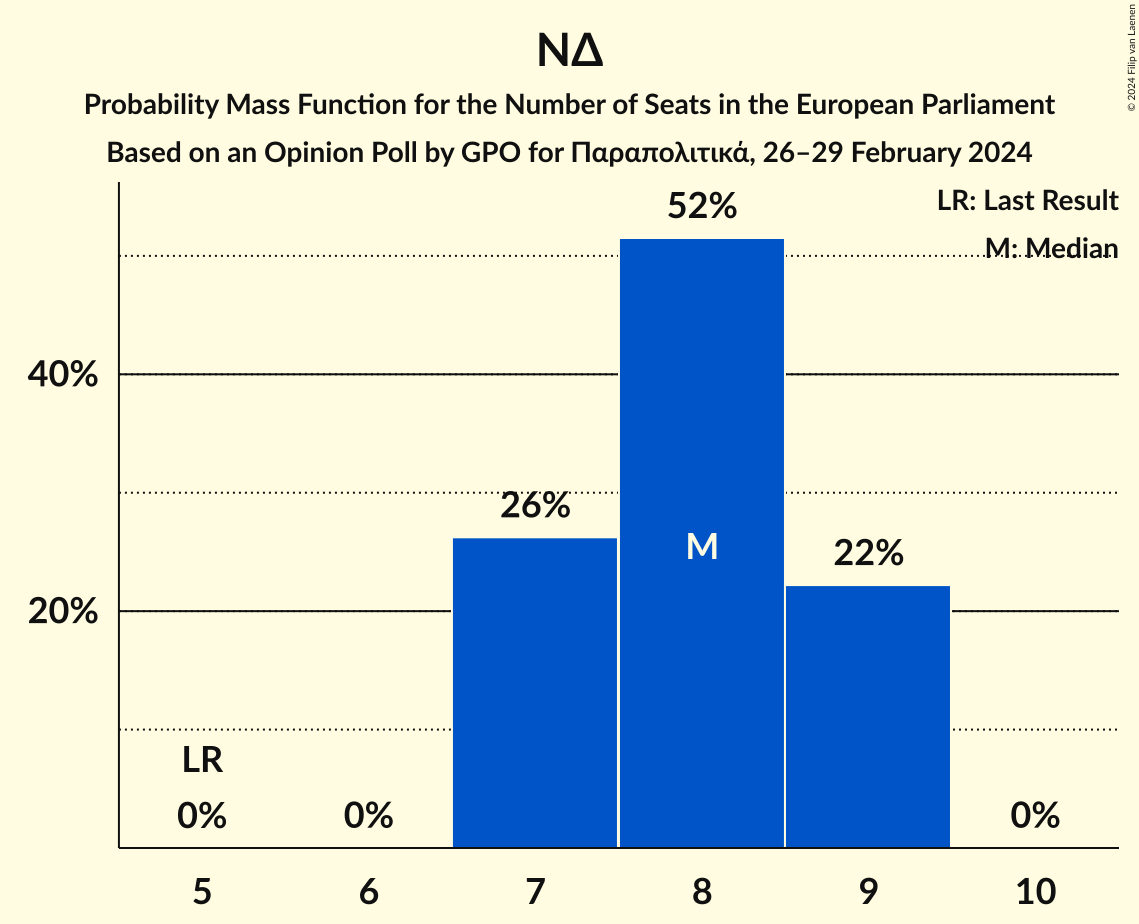 ΝΔ
Probability Mass Function for the Number of Seats in the European Parliament
Based on an Opinion Poll by GPO for Παραπολιτικά, 26–29 February 2024
© 2024 Filip van Laenen
LR: Last Result
M: Median
52%
40%
26%
M
22%
20%
LR
0%
0%
0%
5
6
7
8
9
10